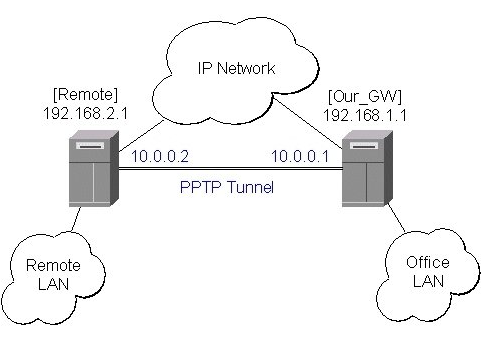 IP Network
[Remote]
192.168.2.1
[Our_GW]
192.168.1.1
10.0.0.2
10.0.0.1
PPTP Tunnel
Remote
LAN
Office
LAN